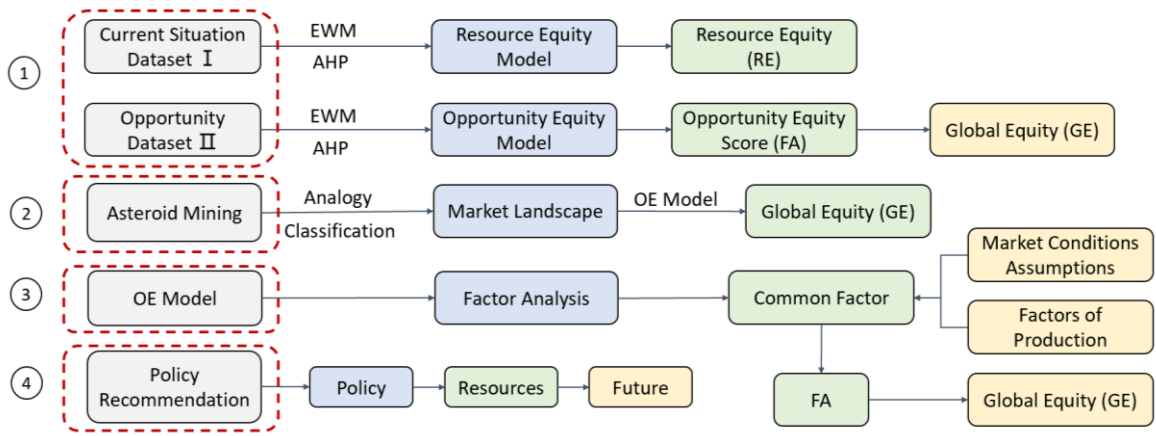 ①
Current Situation
Dataset Ⅰ
EWM
AHP
Resource Equity
Model
Resource Equity
(RE)
Opportunity
Dataset Ⅱ
EWM
AHP
Opportunity Equity
Model
Opportunity Equity
Score (FA)
Global Equity (GE)
②
Asteroid Mining
Analogy
Classification
Market Landscape
OE Model
Global Equity (GE)
③
OE Model
Factor Analysis
Common Factor
Market Conditions
Assumptions
Factors of
Production
④
Policy
Recommendation
Policy
Resources
Future
FA
Global Equity (GE)